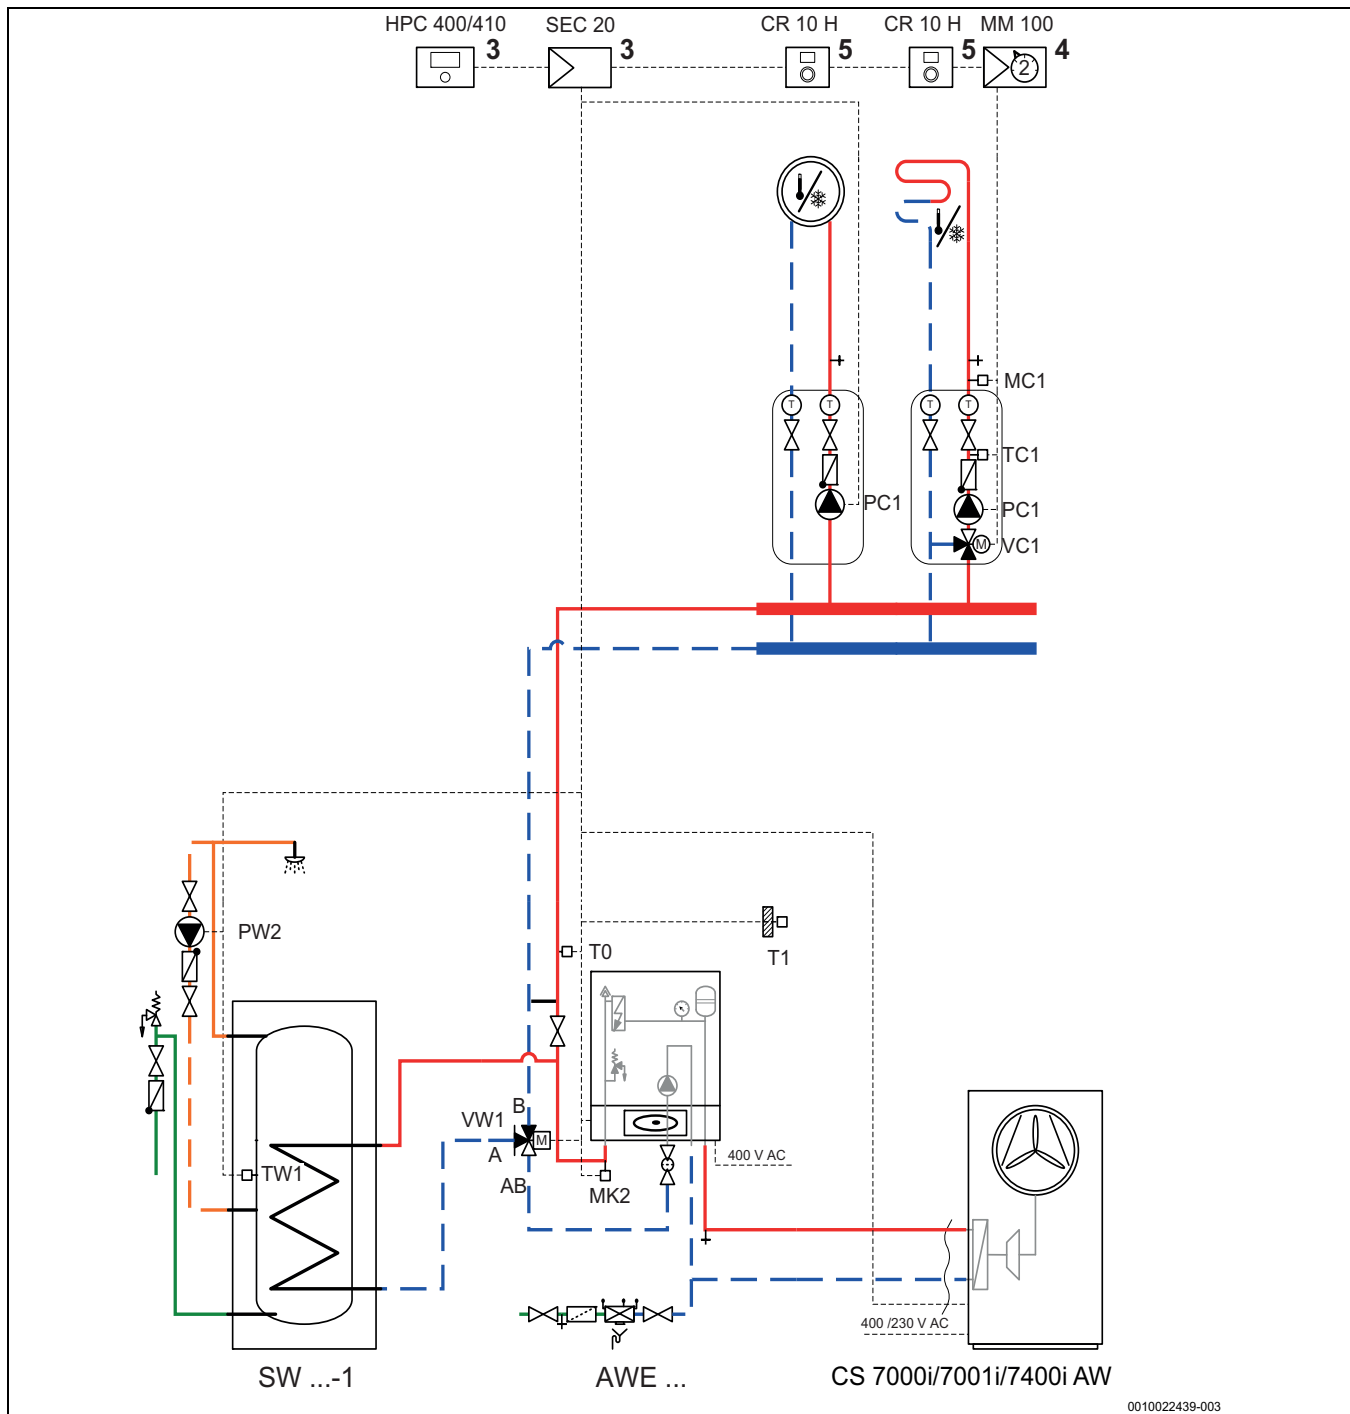 HPC 400/410 SEC 20 CR 10 H CR 10 H MM 100
3 3 5 5 2 4
MC1
T T T T
TC1
PC1 PC1
M VC1
PW2
T0 T1
B
VW1 M
A
400 V AC
TW1 AB MK2
400 /230 V AC
SW ...-1 AWE ... CS 7000i/7001i/7400i AW
0010022439-003